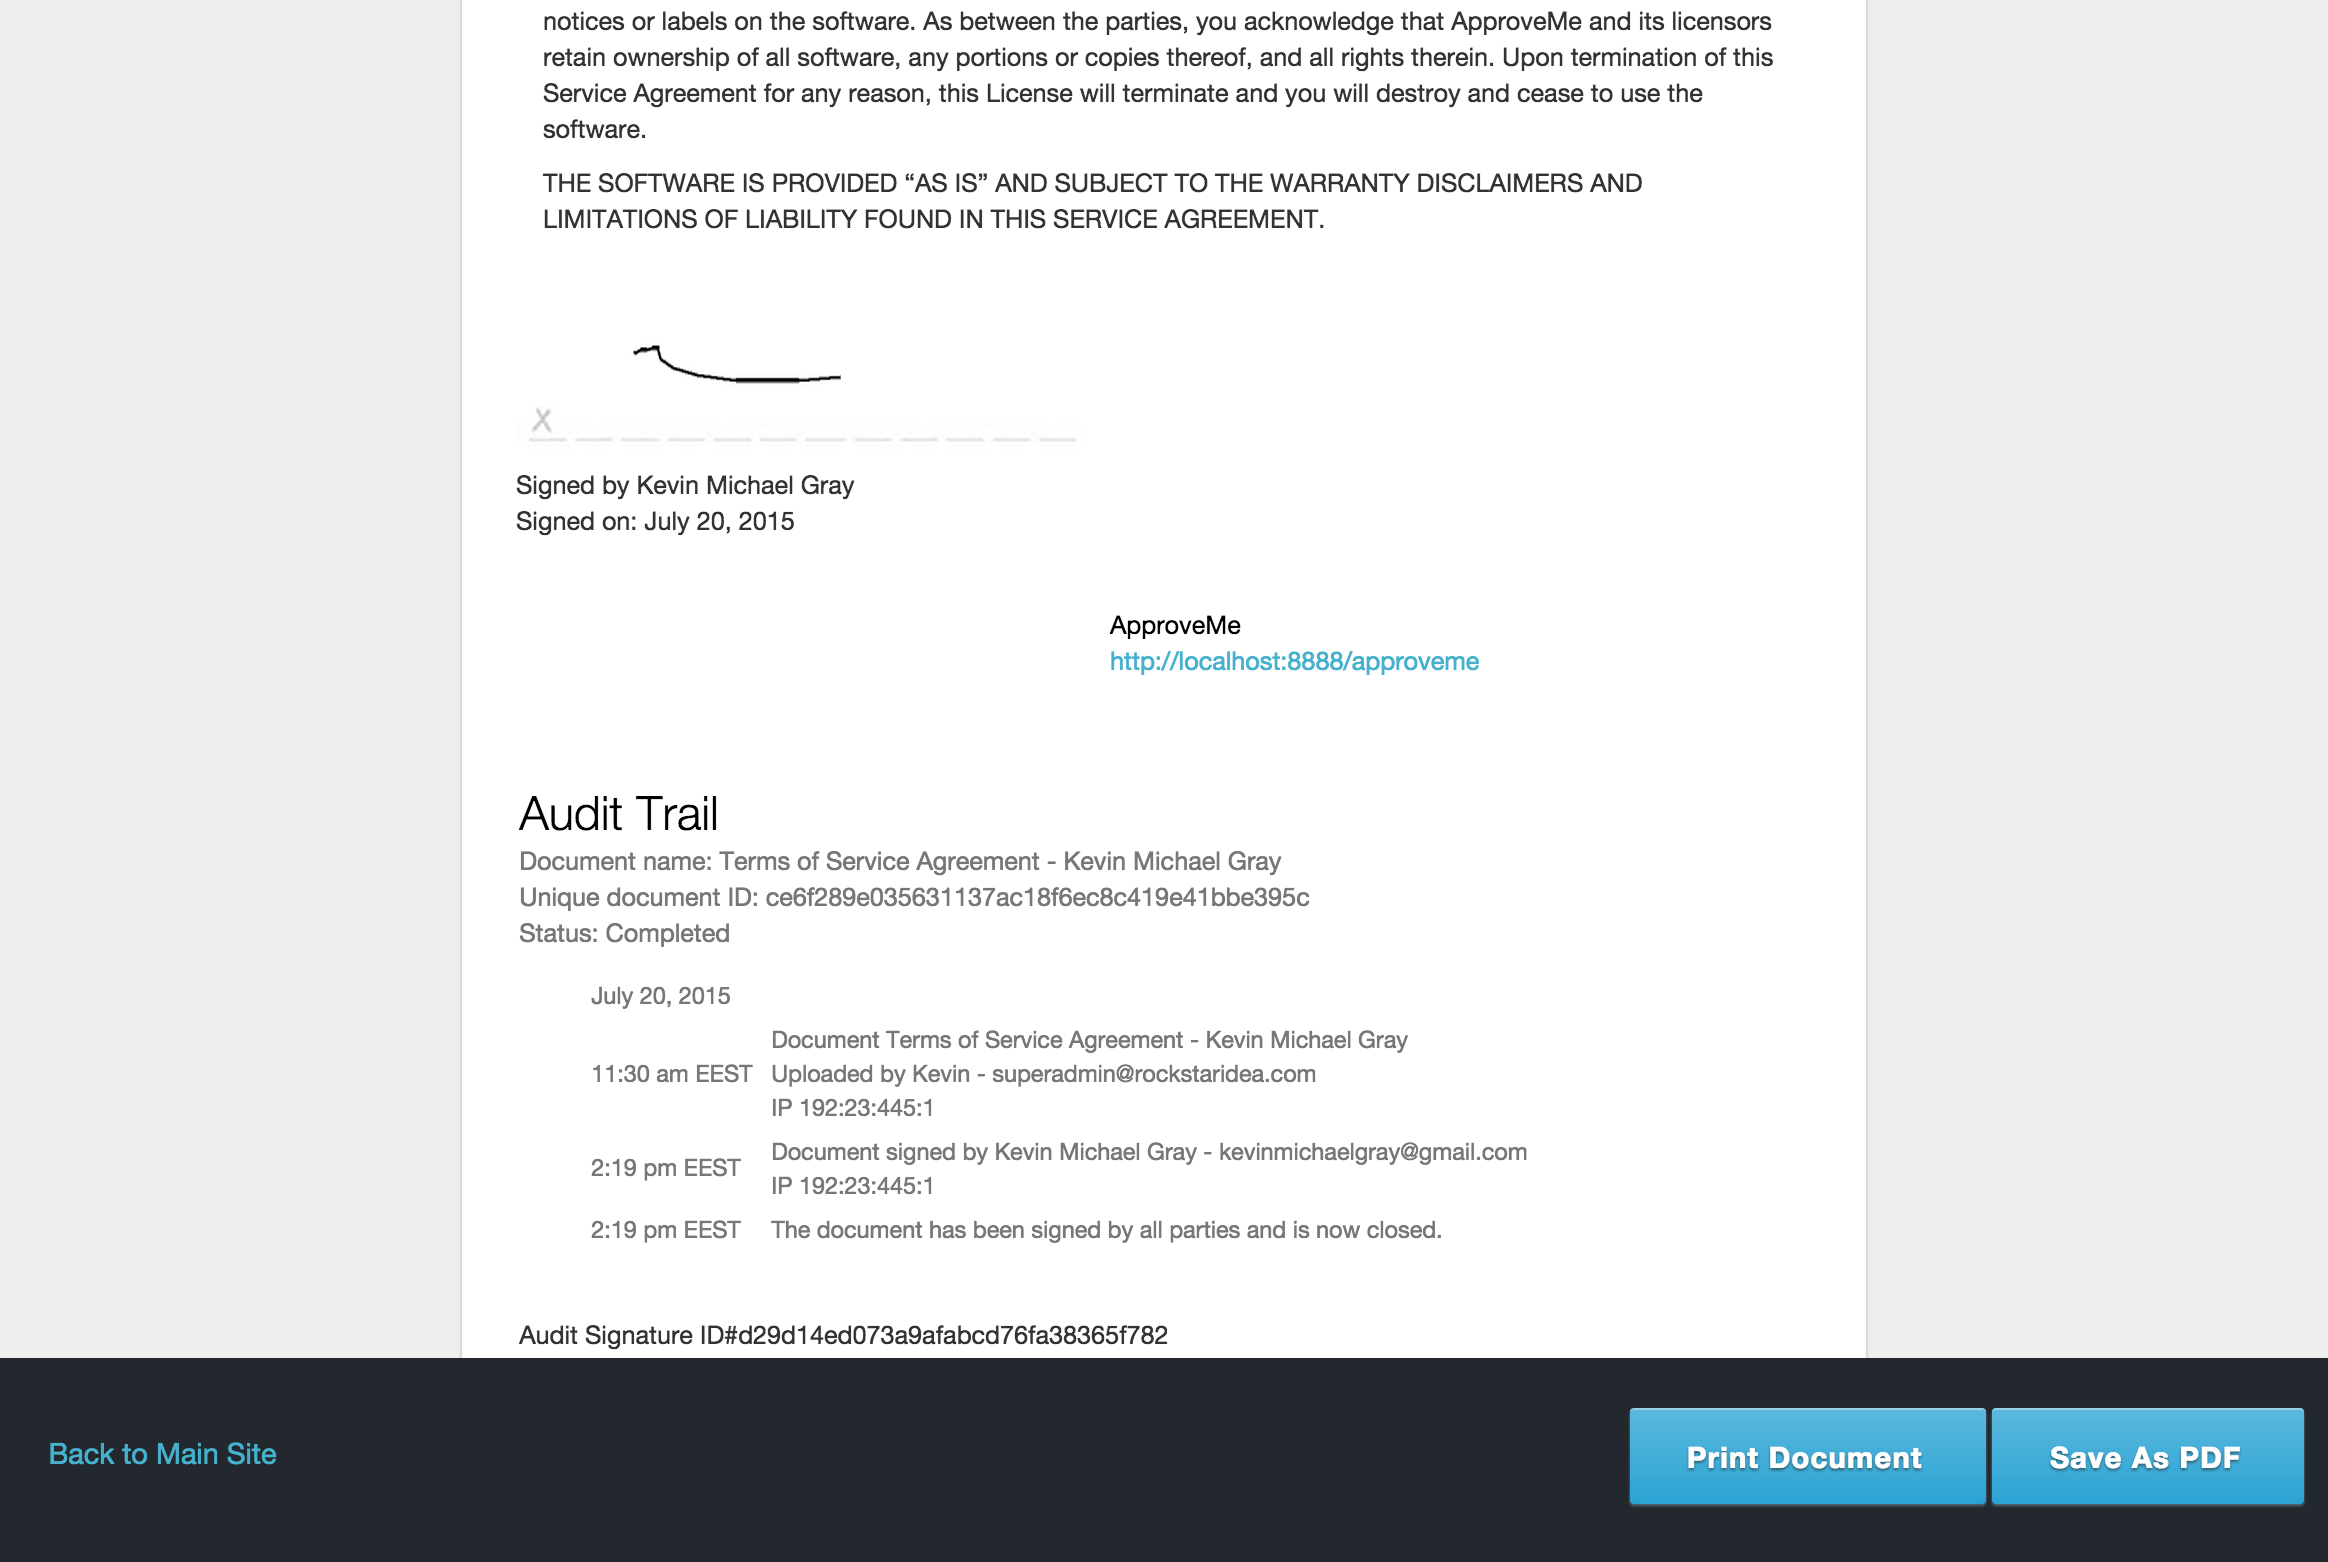 notices or labels on the software. As between the parties, you acknowledge that ApproveMe and its licensors
retain ownership of all software, any portions or copies thereof, and all rights therein. Upon termination of this
Service Agreement for any reason, this License will terminate and you will destroy and cease to use the
software.
THE SOFTWARE IS PROVIDED “AS IS” AND SUBJECT TO THE WARRANTY DISCLAIMERS AND
LIMITATIONS OF LIABILITY FOUND IN THIS SERVICE AGREEMENT.
X
Signed by Kevin Michael Gray
Signed on: July 20, 2015
ApproveMe
http://localhost:8888/approveme
Audit Trail
Document name: Terms of Service Agreement - Kevin Michael Gray
Unique document ID: ce6f289e035631137ac18f6ec8c419e41bbe395c
Status: Completed
July 20, 2015
Document Terms of Service Agreement - Kevin Michael Gray
11:30 am EEST Uploaded by Kevin - superadmin@rockstaridea.com
IP 192:23:445:1
2:19 pm EEST Document signed by Kevin Michael Gray - kevinmichaelgray@gmail.com
IP 192:23:445:1
2:19 pm EEST The document has been signed by all parties and is now closed.
Audit Signature ID#d29d14ed073a9afabcd76fa38365f782
Back to Main Site
Print Document
Save As PDF